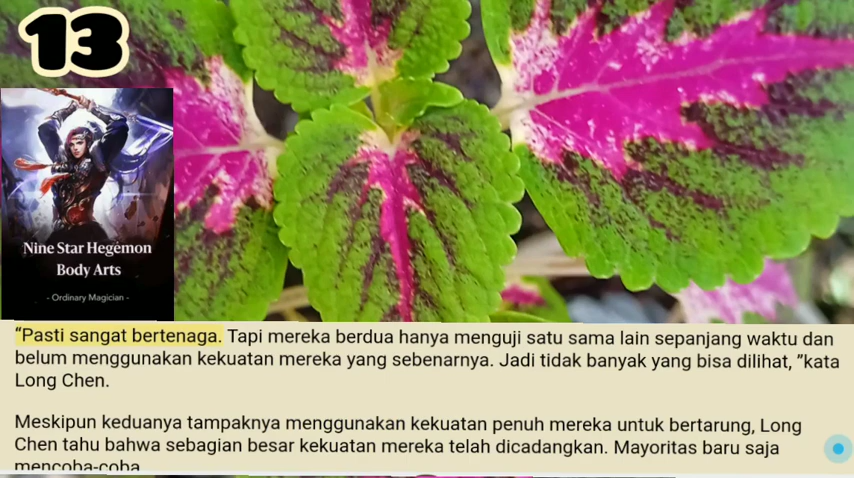 13
Nine Star Hegemon
Body Arts
- Ordinary Magician -
“Pasti sangat bertenaga. Tapi mereka berdua hanya menguji satu sama lain sepanjang waktu dan
belum menggunakan kekuatan mereka yang sebenarnya. Jadi tidak banyak yang bisa dilihat, ”kata
Long Chen.
Meskipun keduanya tampaknya menggunakan kekuatan penuh mereka untuk bertarung, Long
Chen tahu bahwa sebagian besar kekuatan mereka telah dicadangkan. Mayoritas baru saja
mencoba-coba